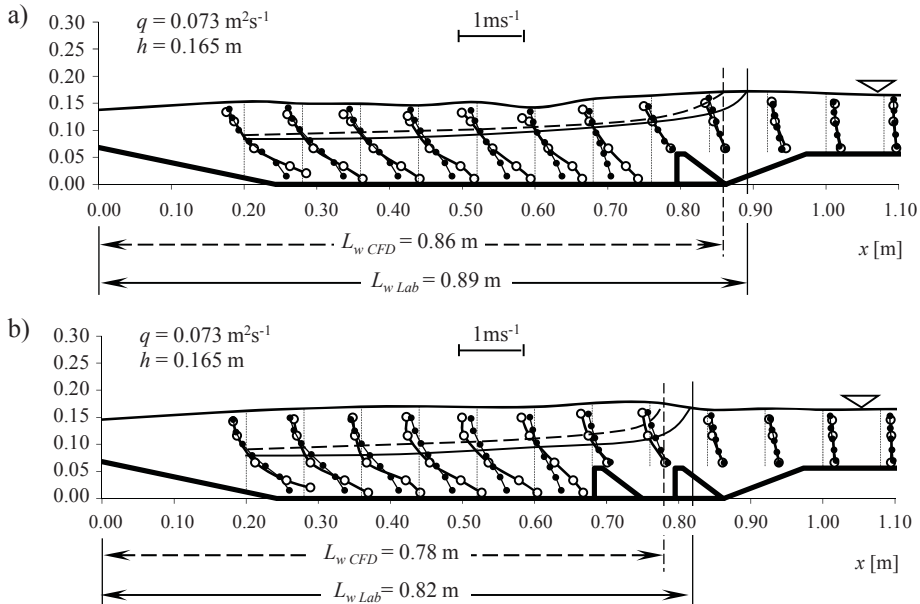 a)
q = 0.073 m²s⁻¹
h = 0.165 m
1ms⁻¹
0.30
0.25
0.20
0.15
0.10
0.05
0.00
0.00 0.10 0.20 0.30 0.40 0.50 0.60 0.70 0.80 0.90 1.00 1.10
L_w CFD = 0.86 m
x [m]
L_w Lab = 0.89 m
b)
q = 0.073 m²s⁻¹
h = 0.165 m
1ms⁻¹
0.30
0.25
0.20
0.15
0.10
0.05
0.00
0.00 0.10 0.20 0.30 0.40 0.50 0.60 0.70 0.80 0.90 1.00 1.10
L_w CFD = 0.78 m
x [m]
L_w Lab = 0.82 m